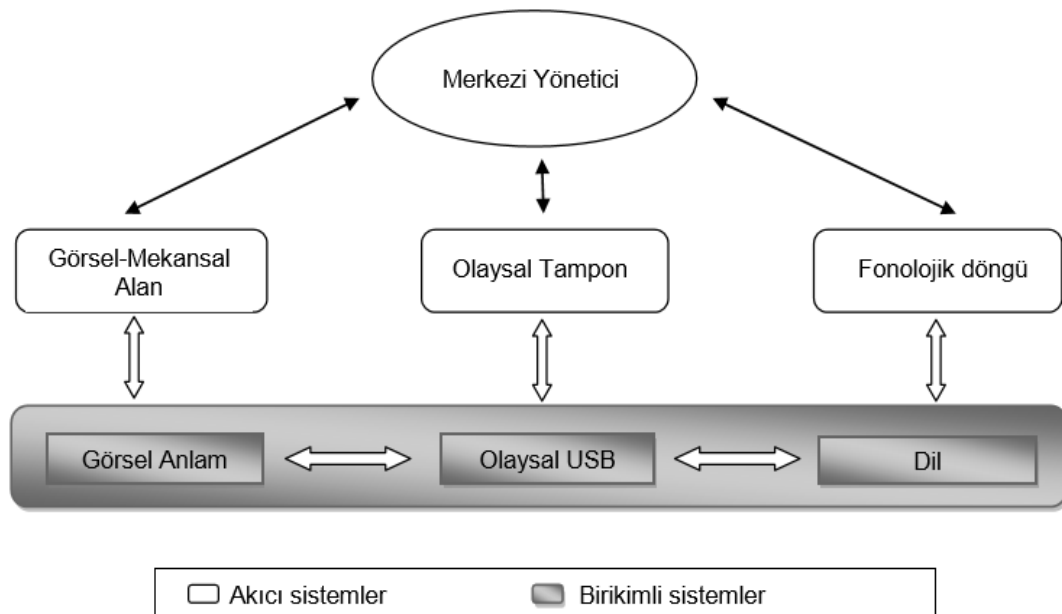 Merkezi Yönetici
Görsel-Mekansal
Alan
Olaysal Tampon
Fonolojik döngü
Görsel Anlam
Olaysal USB
Dil
Akıcı sistemler
Birikimli sistemler